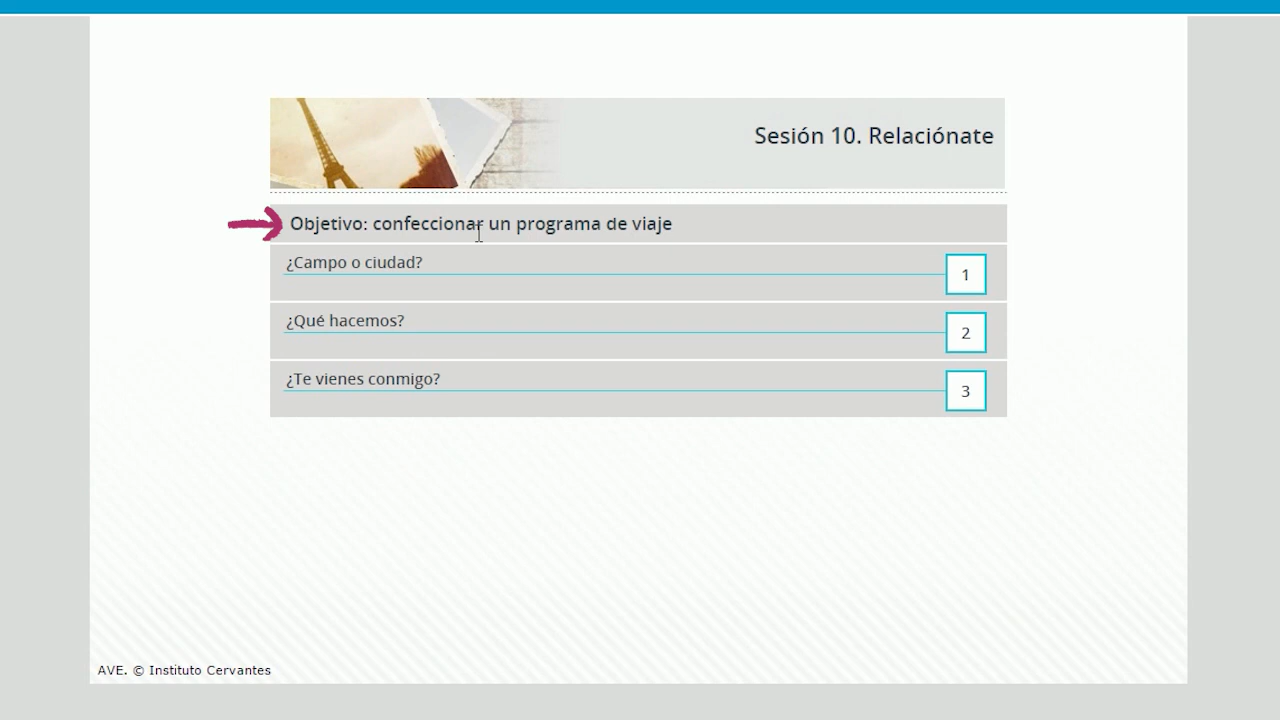 Sesión 10. Relaciónate
Objetivo: confeccionar un programa de viaje
¿Campo o ciudad?
1
¿Qué hacemos?
2
¿Te vienes conmigo?
3
AVE. © Instituto Cervantes